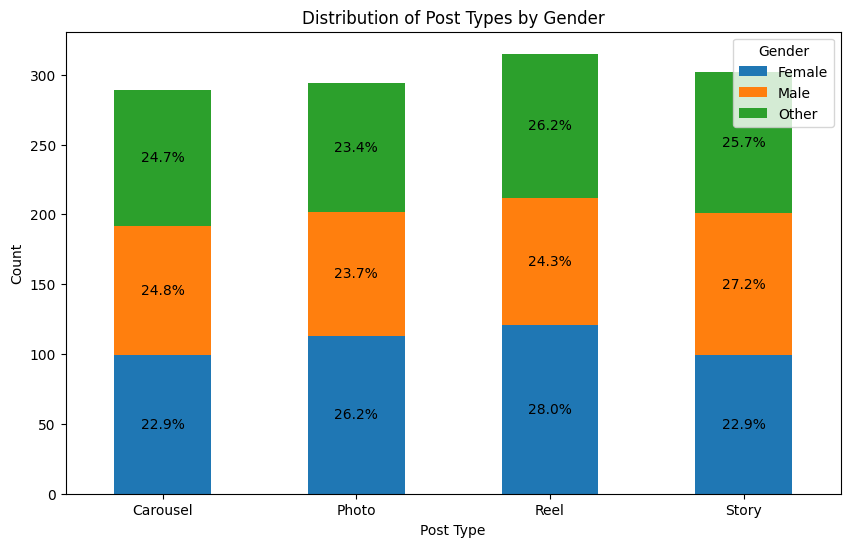 Distribution of Post Types by Gender
Count
300
250
200
150
100
50
0
Gender
Female
Male
Other
24.7%
23.4%
26.2%
25.7%
24.8%
23.7%
24.3%
27.2%
22.9%
26.2%
28.0%
22.9%
Carousel
Photo
Reel
Story
Post Type